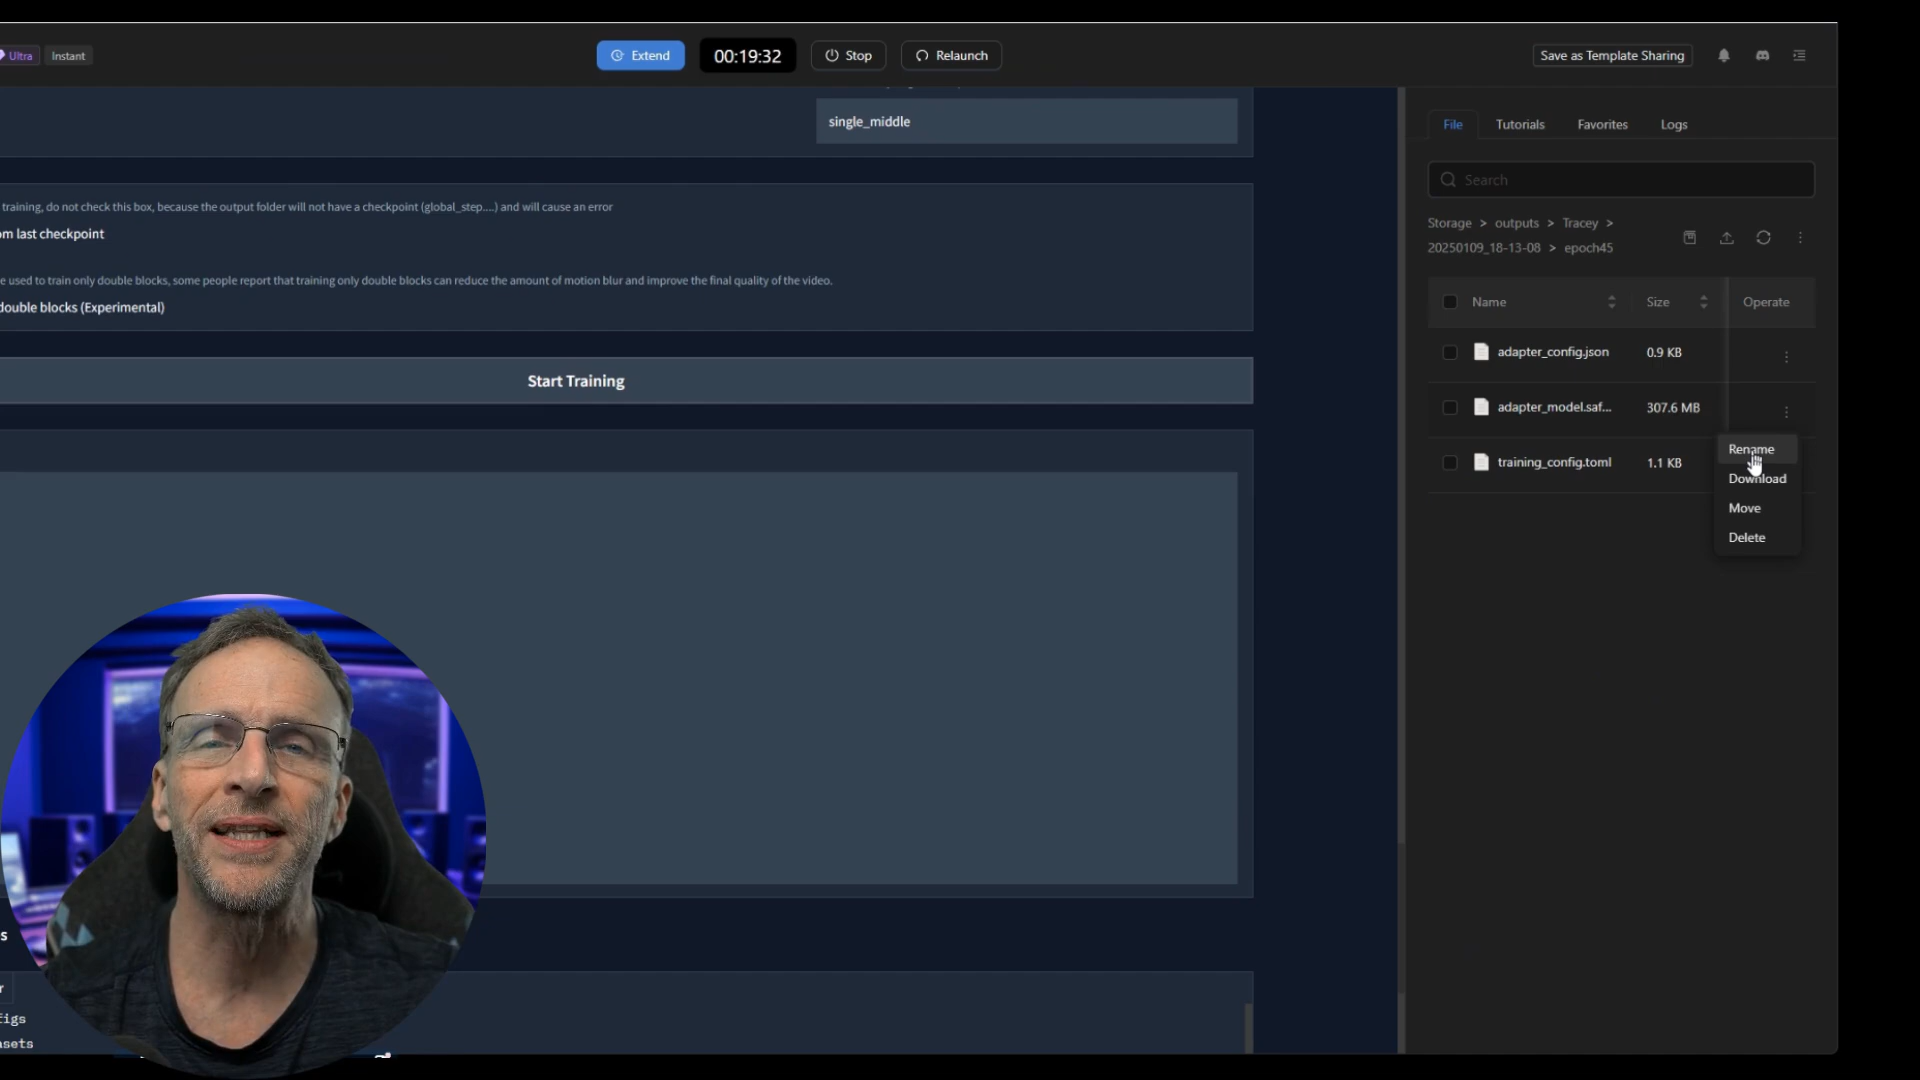 Ultra Instant Extend 00:19:32 Stop Relaunch Save as Template Sharing
single_middle
training, do not check this box, because the output folder will not have a checkpoint (global_step....) and will cause an error
om last checkpoint
e used to train only double blocks, some people report that training only double blocks can reduce the amount of motion blur and improve the final quality of the video.
double blocks (Experimental)
Start Training
s
r
figs
asets
File Tutorials Favorites Logs
Search
Storage > outputs > Tracey >
20250109_18-13-08 > epoch45
Name Size Operate
adapter_config.json 0.9 KB
adapter_model.saf... 307.6 MB
training_config.toml 1.1 KB
Rename
Download
Move
Delete